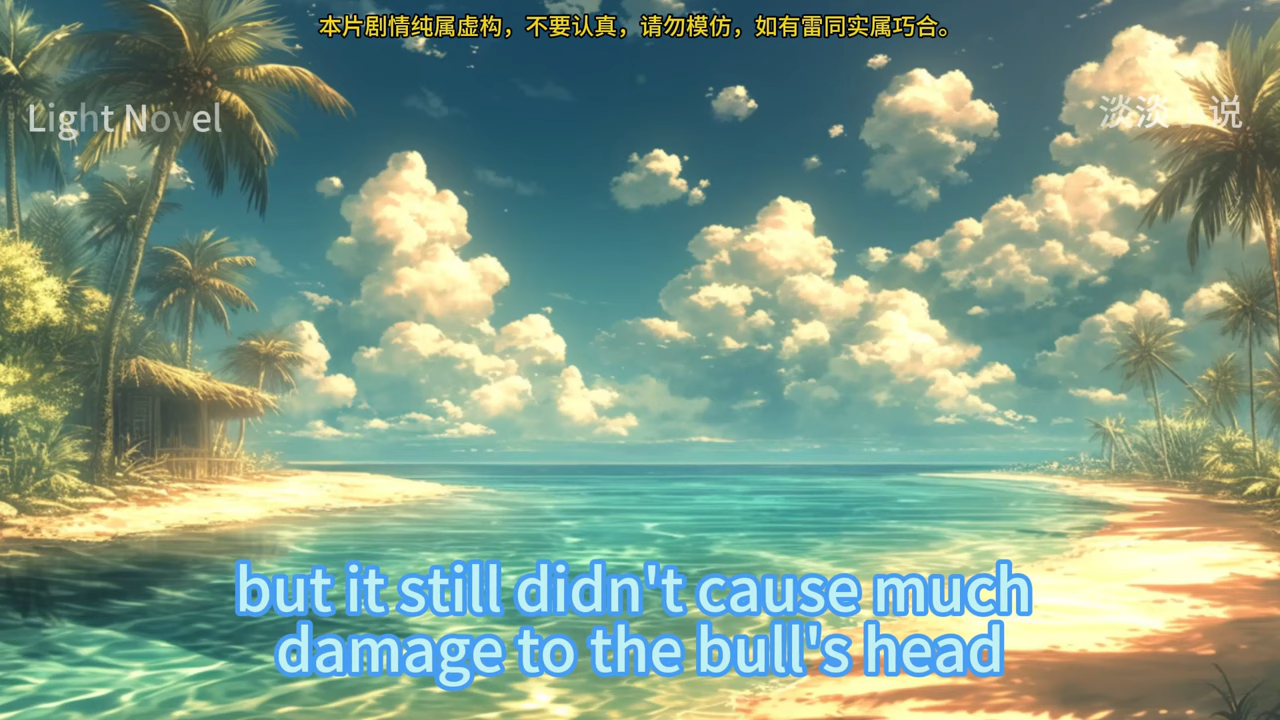 本片剧情纯属虚构，不要认真，请勿模仿，如有雷同实属巧合。
Light Novel
淡淡小说
but it still didn't cause much
damage to the bull's head